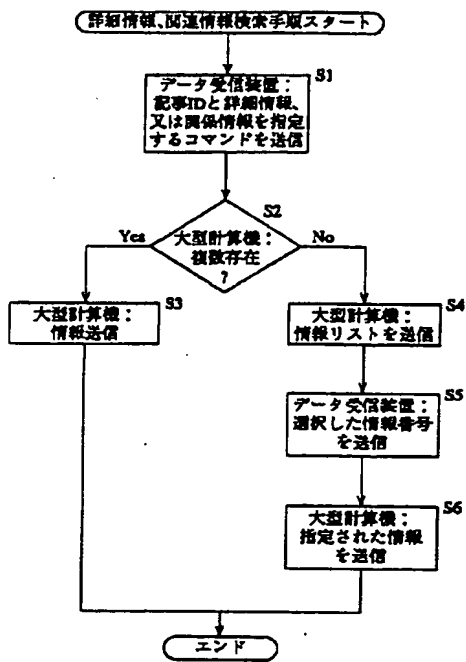 詳細情報、関連情報検索手段スタート
S1
データ受信装置：
記事IDと詳細情報、
又は関係情報を指定
するコマンドを送信
S2
大型計算機：
複数存在
？
Yes
No
S3
大型計算機：
情報送信
S4
大型計算機：
情報リストを送信
S5
データ受信装置：
選択した情報番号
を送信
S6
大型計算機：
指定された情報
を送信
エンド